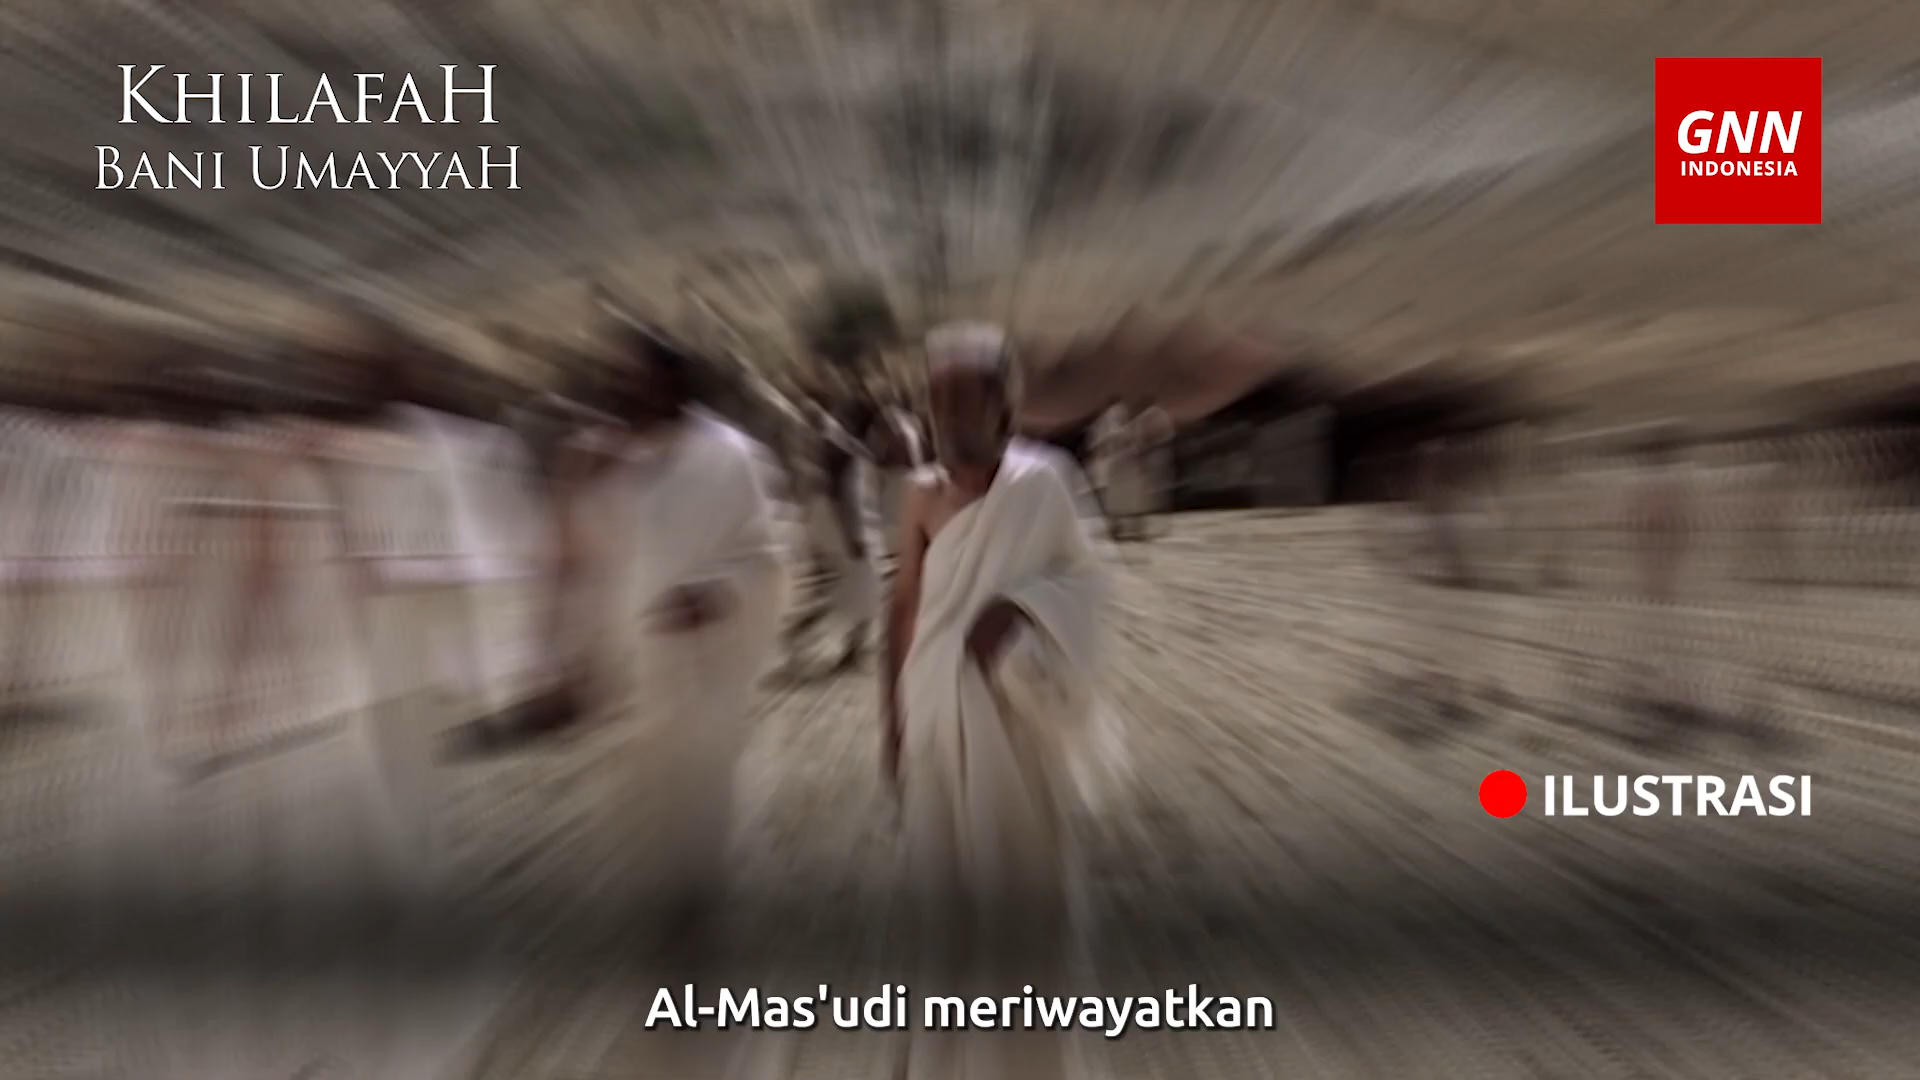 KHILAFAH
BANI UMAYYAH
GNN
INDONESIA
ILUSTRASI
Al-Mas'udi meriwayatkan